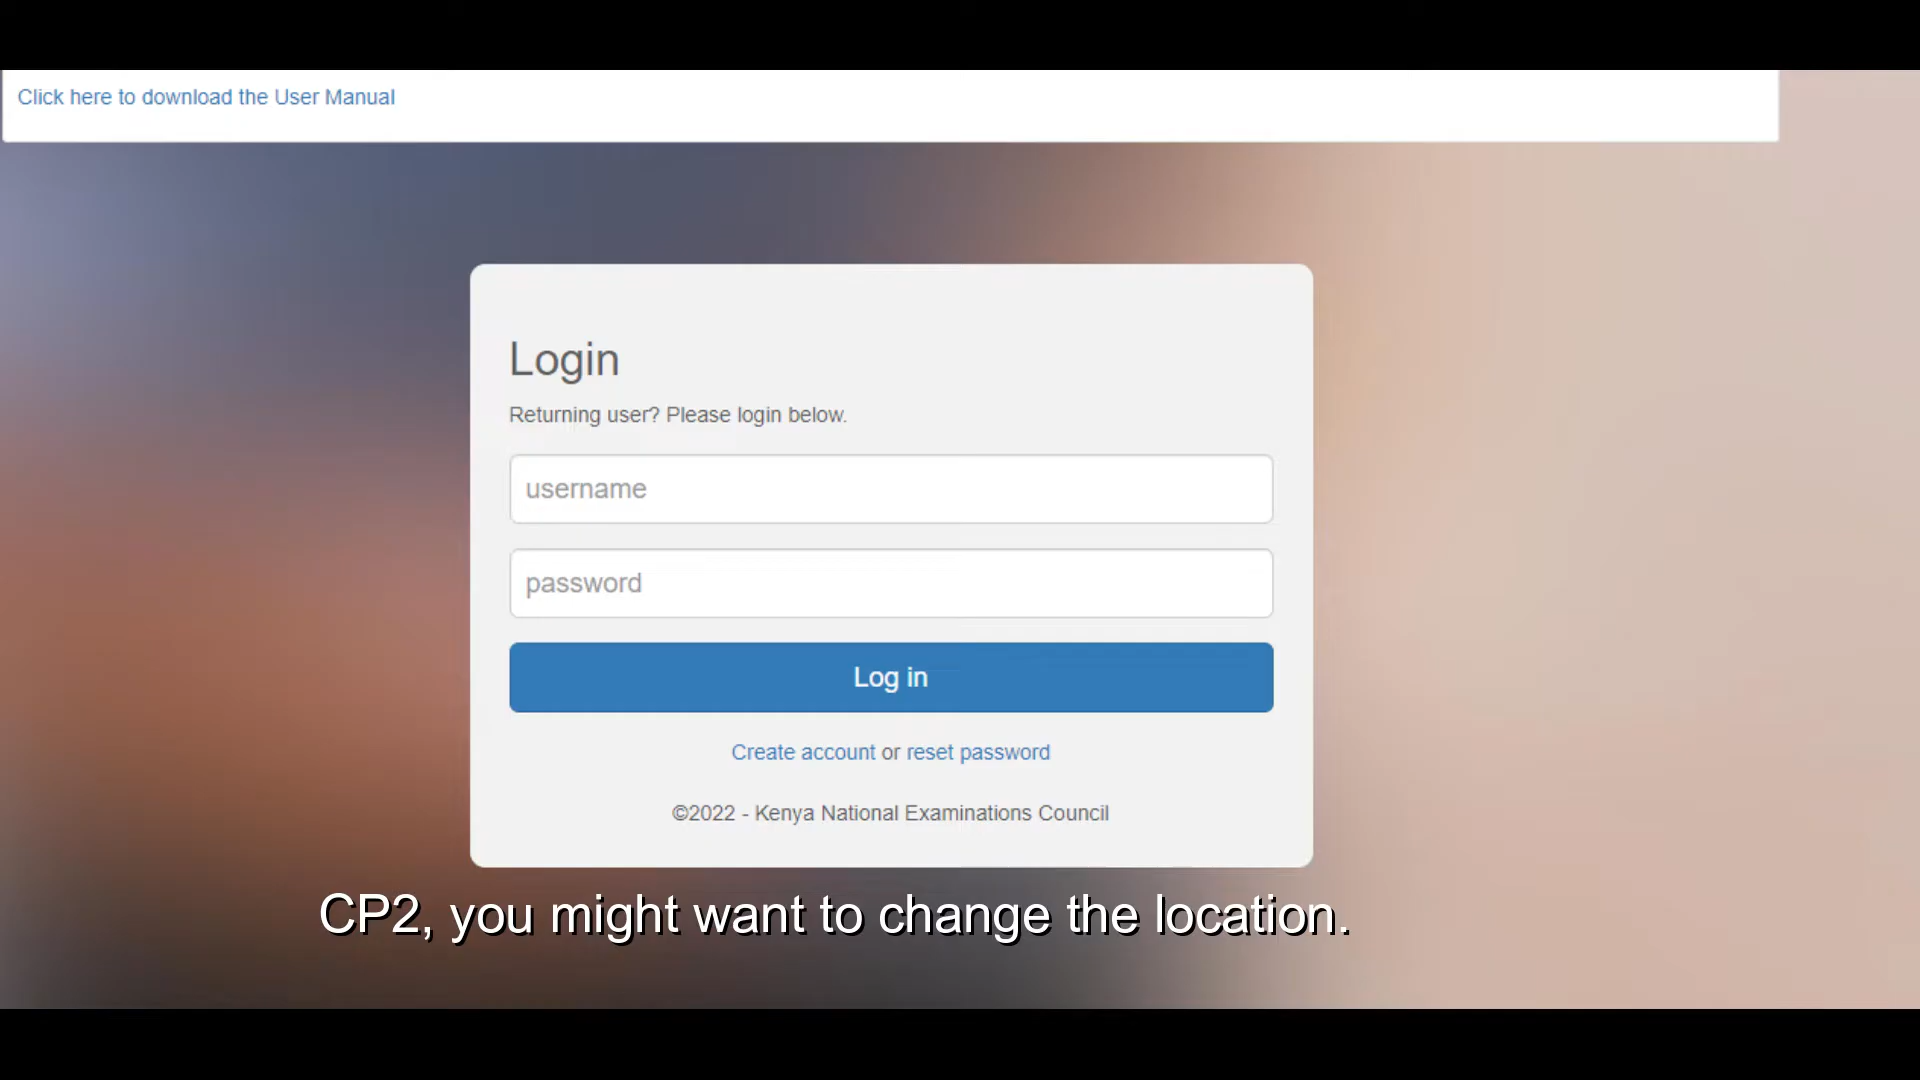 Click here to download the User Manual
Login
Returning user? Please login below.
username
password
Log in
Create account or reset password
©2022 - Kenya National Examinations Council
CP2, you might want to change the location.